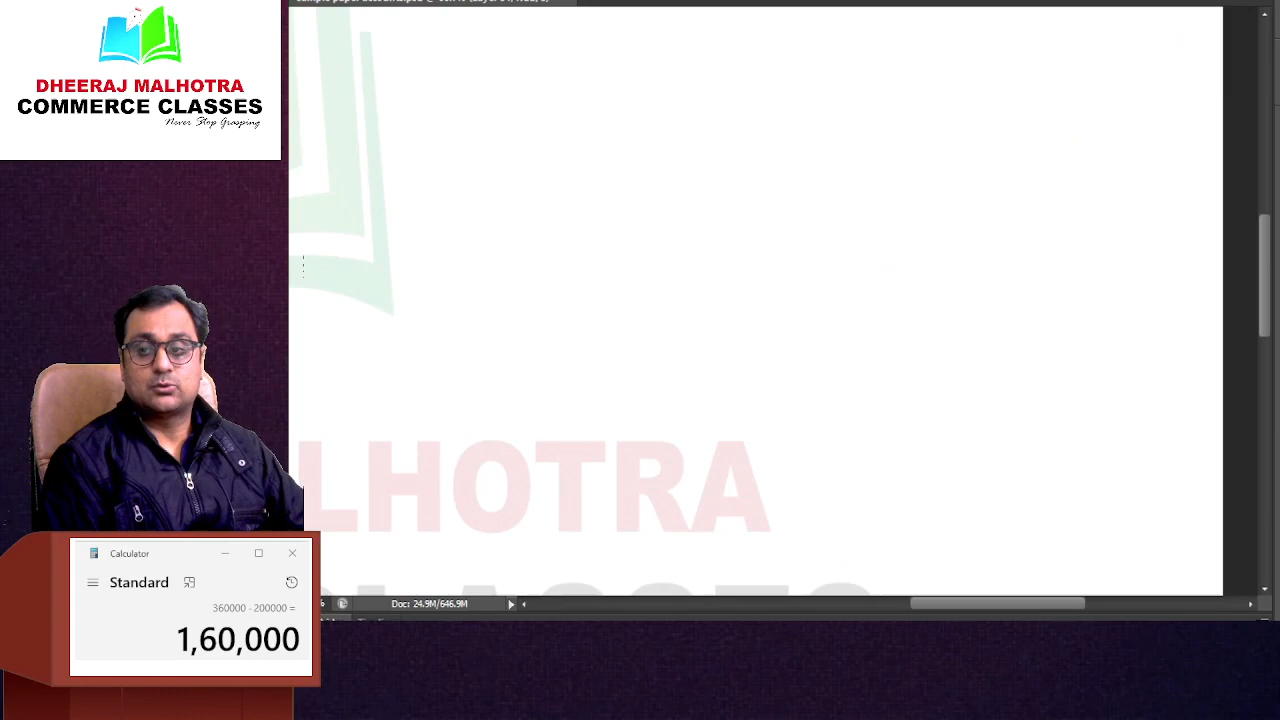 DHEERAJ MALHOTRA
COMMERCE CLASSES
Never Stop Grasping
LHOTRA
Calculator
Standard
360000 - 200000 =
1,60,000
%
Doc: 24.9M/646.9M